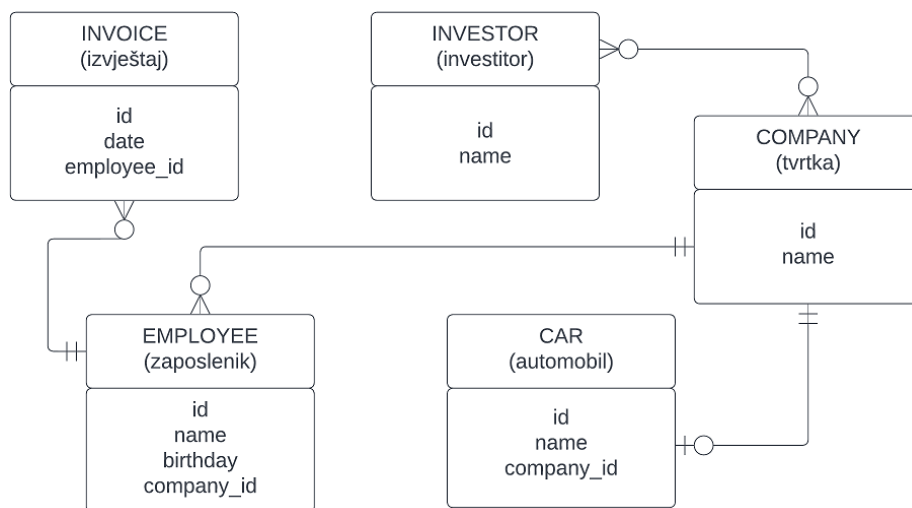 INVOICE
(izvještaj)
id
date
employee_id
INVESTOR
(investitor)
id
name
COMPANY
(tvrtka)
id
name
EMPLOYEE
(zaposlenik)
id
name
birthday
company_id
CAR
(automobil)
id
name
company_id